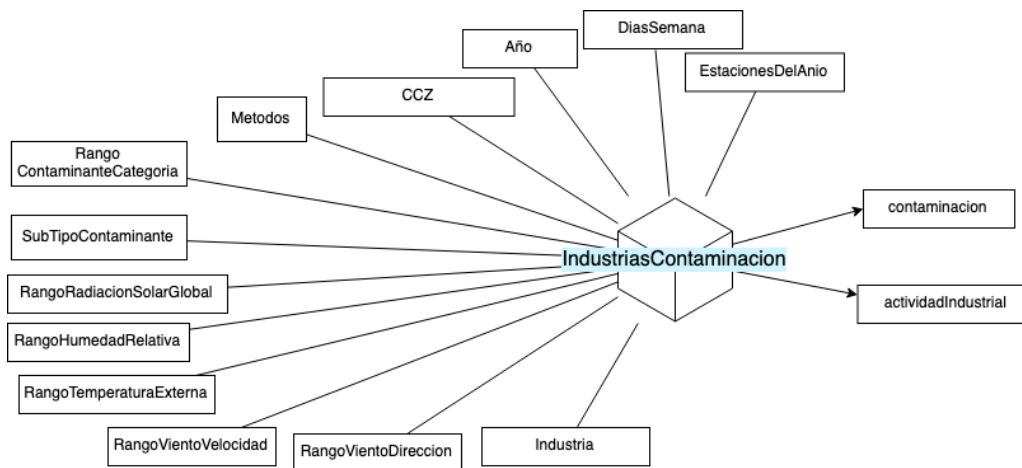 DiasSemana
Año
EstacionesDelAnio
CCZ
Metodos
Rango
ContaminanteCategoria
contaminacion
SubTipoContaminante
IndustriasContaminacion
RangoRadiacionSolarGlobal
actividadIndustrial
RangoHumedadRelativa
RangoTemperaturaExterna
RangoVientoVelocidad
RangoVientoDireccion
Industria